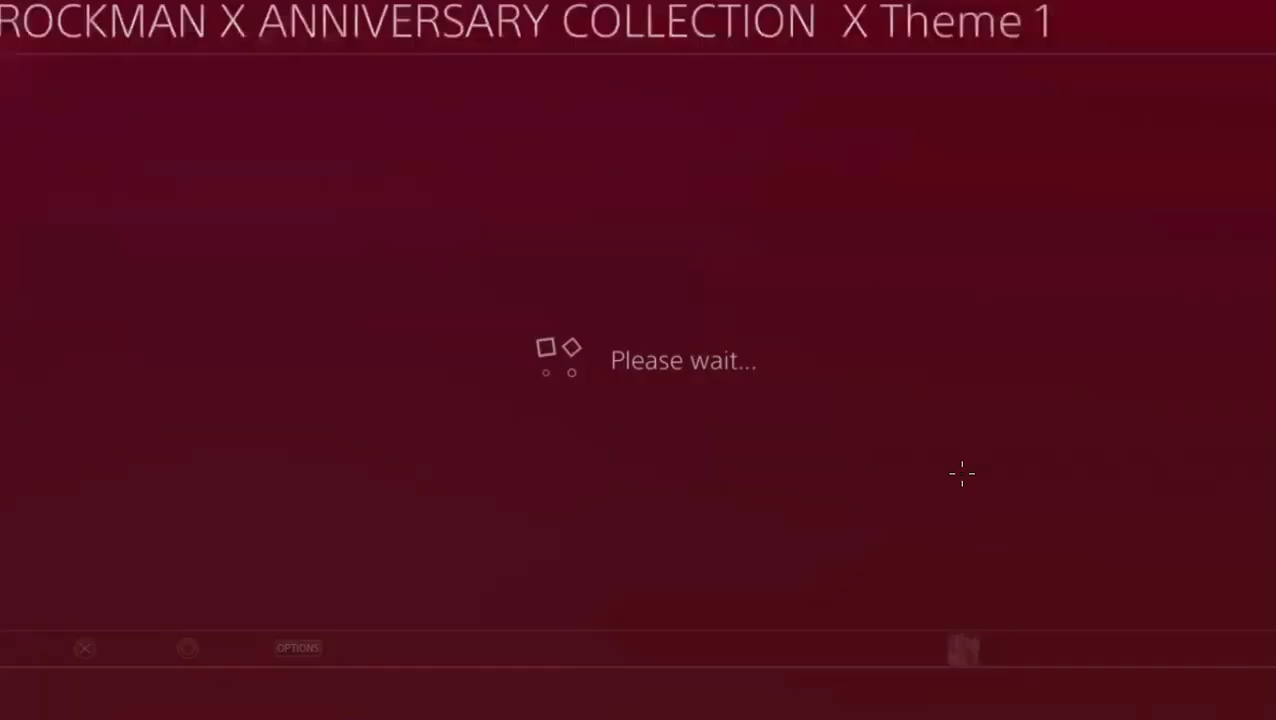 ROCKMAN X ANNIVERSARY COLLECTION X Theme 1
Please wait...
OPTIONS